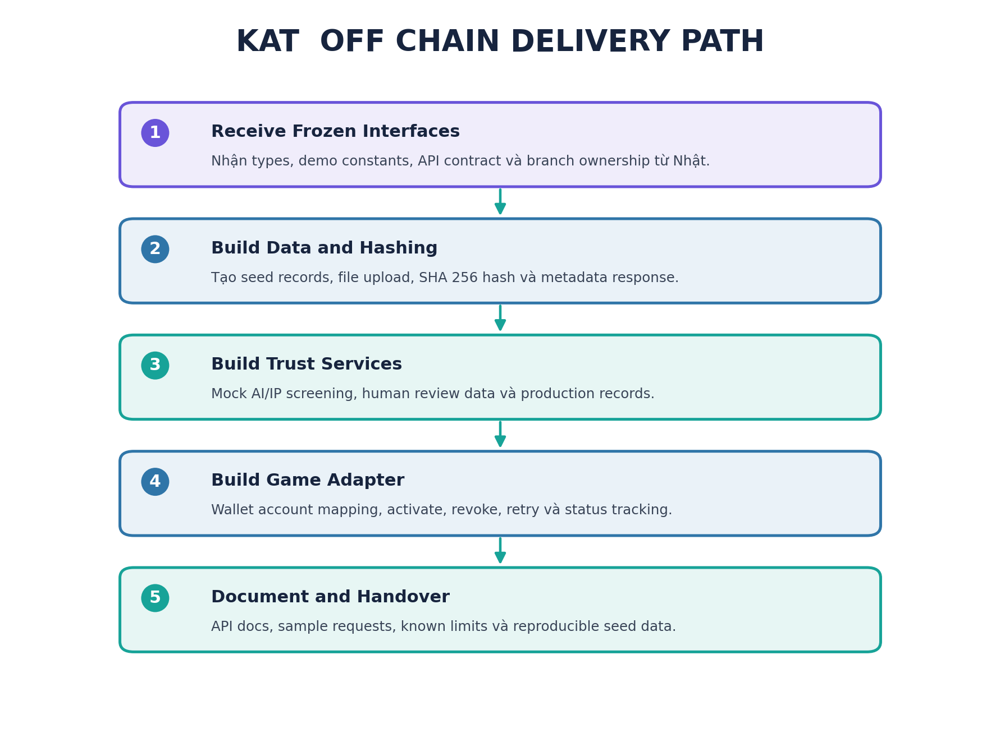 KAT  OFF CHAIN DELIVERY PATH
1
Receive Frozen Interfaces
Nhận types, demo constants, API contract và branch ownership từ Nhật.
2
Build Data and Hashing
Tạo seed records, file upload, SHA 256 hash và metadata response.
3
Build Trust Services
Mock AI/IP screening, human review data và production records.
4
Build Game Adapter
Wallet account mapping, activate, revoke, retry và status tracking.
5
Document and Handover
API docs, sample requests, known limits và reproducible seed data.